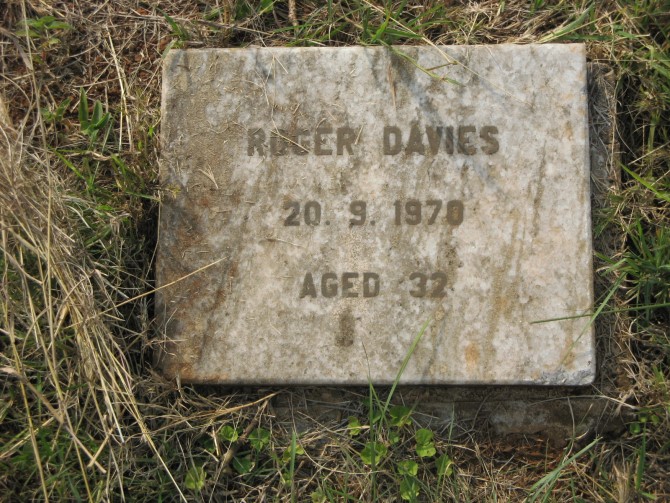 ROGER DAVIES
20. 9. 1970
AGED 32